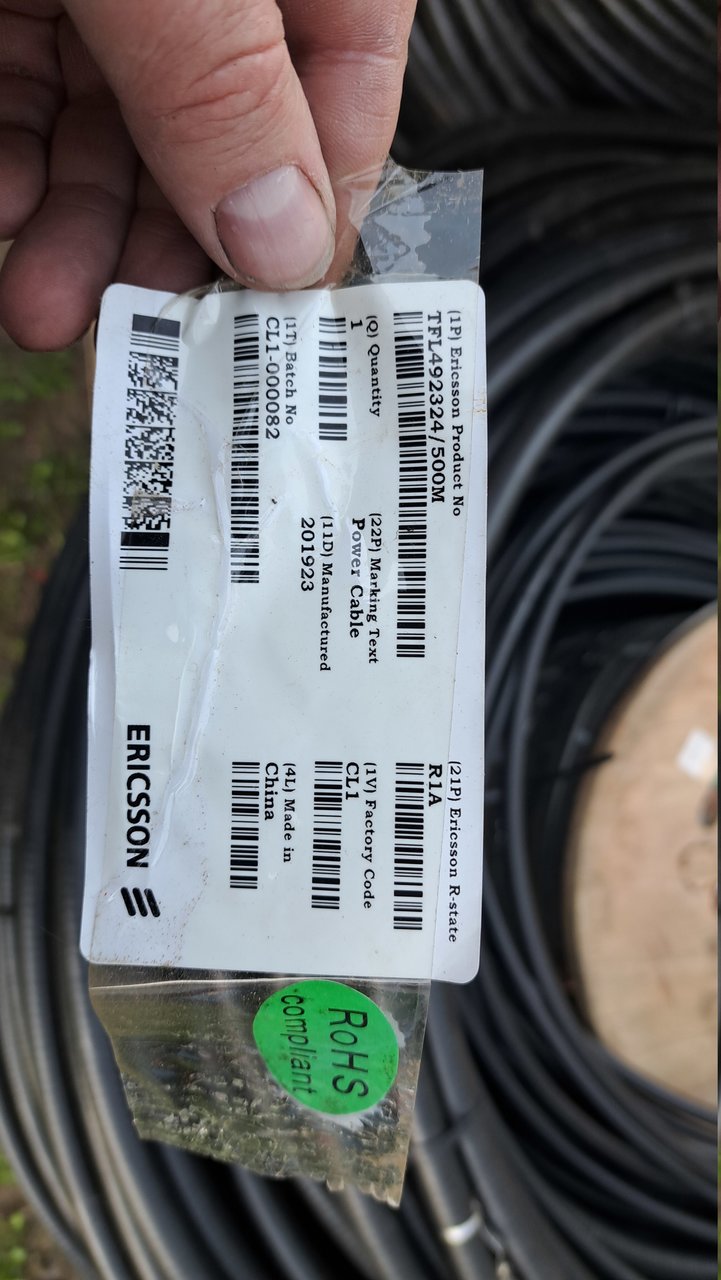 (1P) Ericsson Product No
TFL492324/500M
(21P) Ericsson R-state
R1A
(Q) Quantity
1
(22P) Marking Text
Power Cable
(1V) Factory Code
CL1
(11D) Manufactured
201923
(1T) Batch No
CL1-000082
(4L) Made in
China
ERICSSON
RoHS
compliant